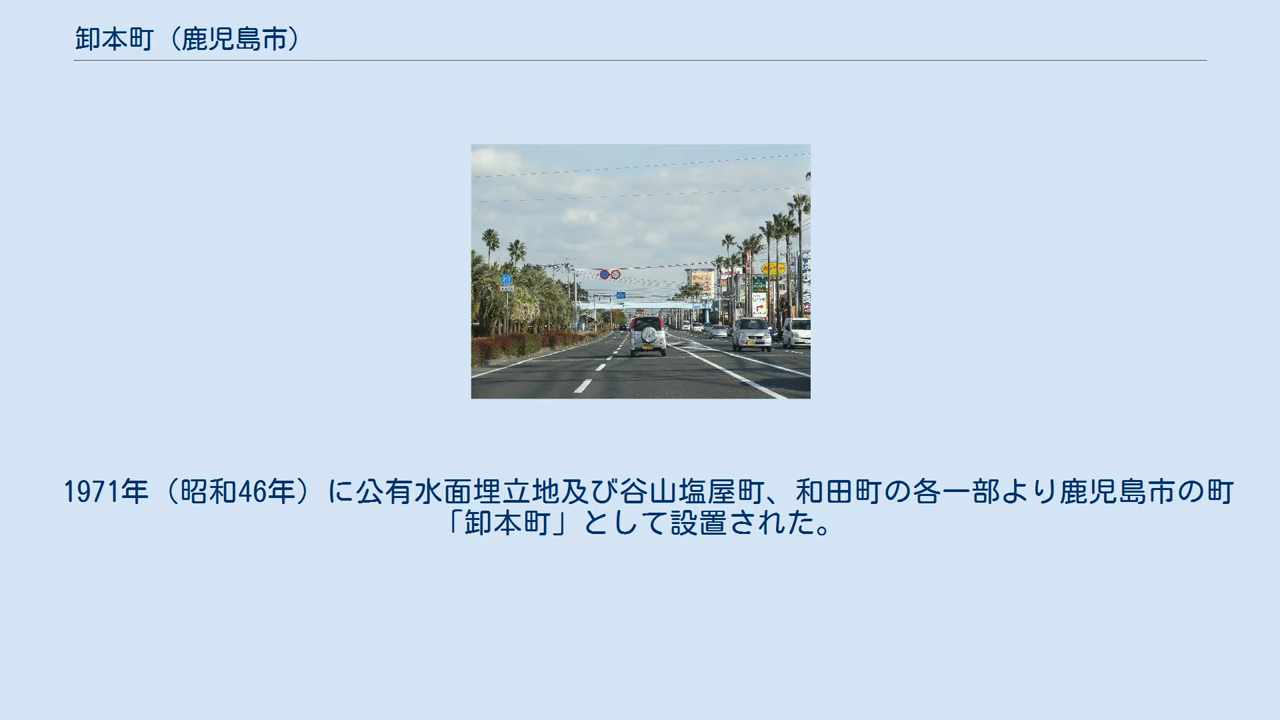 卸本町（鹿児島市）
1971年（昭和46年）に公有水面埋立地及び谷山塩屋町、和田町の各一部より鹿児島市の町
「卸本町」として設置された。